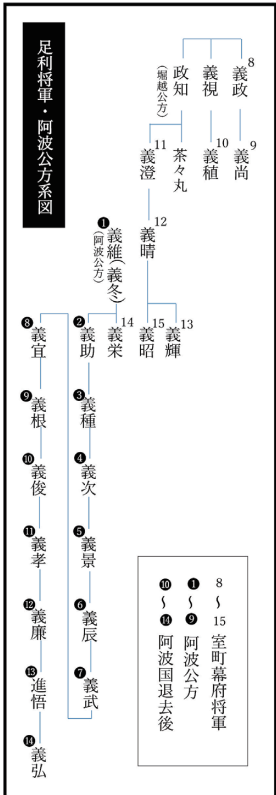 足利将軍・阿波公方系図
8 義政
義視
政知
(堀越公方)
9 義尚
10 義稙
茶々丸
11 義澄
12 義晴
❶ 義維(義冬)
(阿波公方)
13 義輝
15 義昭
14 義栄
❷ 義助
❸ 義種
❹ 義次
❺ 義景
❻ 義辰
❼ 義武
❽ 義宜
❾ 義根
❿ 義俊
⓫ 義孝
⓬ 義廉
⓭ 進悟
⓮ 義弘
8～15 室町幕府将軍
❶～❾ 阿波公方
❿～⓮ 阿波国退去後